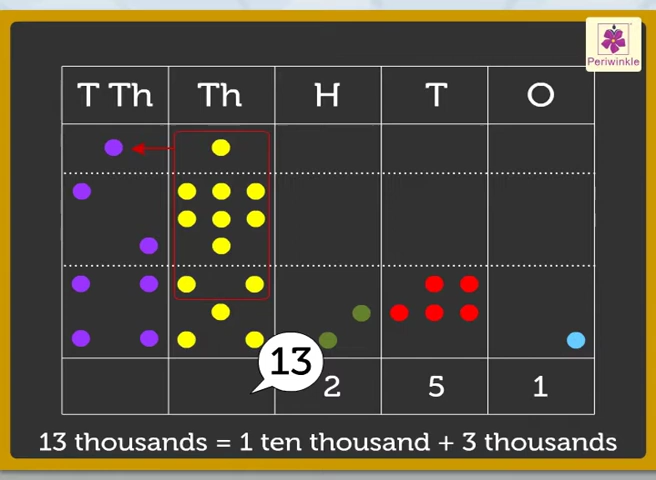 Periwinkle
T Th Th H T O
13
2 5 1
13 thousands = 1 ten thousand + 3 thousands